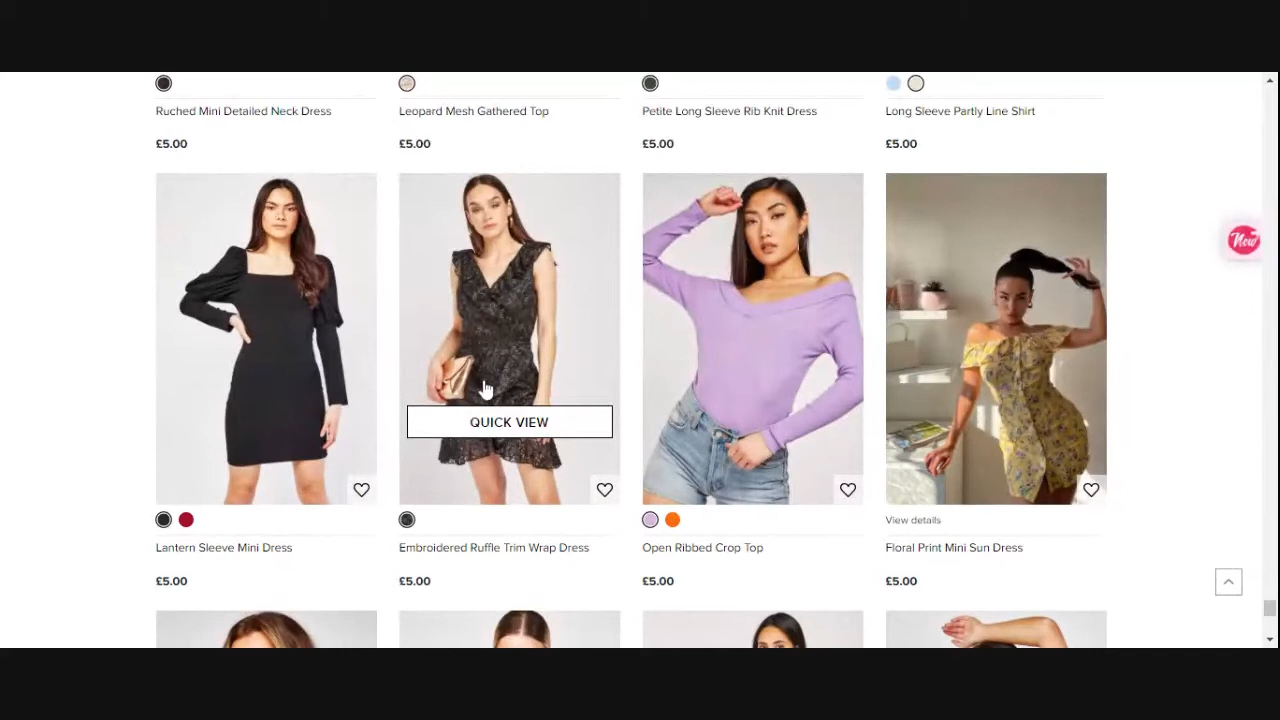 Ruched Mini Detailed Neck Dress
Leopard Mesh Gathered Top
Petite Long Sleeve Rib Knit Dress
Long Sleeve Partly Line Shirt
£5.00
£5.00
£5.00
£5.00
New
QUICK VIEW
View details
Lantern Sleeve Mini Dress
Embroidered Ruffle Trim Wrap Dress
Open Ribbed Crop Top
Floral Print Mini Sun Dress
£5.00
£5.00
£5.00
£5.00